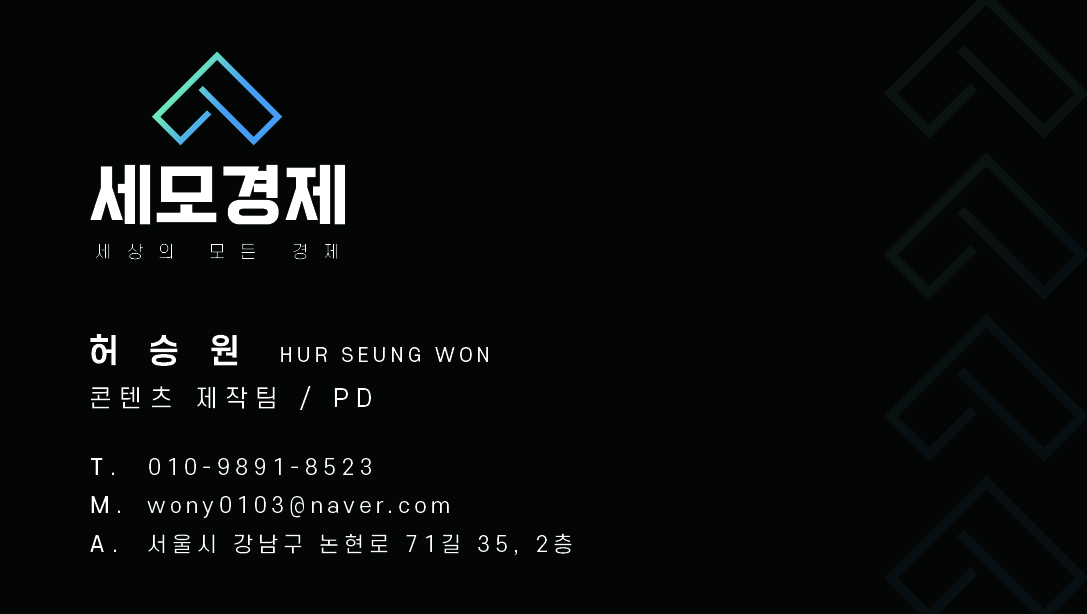 세모경제
세상의 모든 경제
허승원 HUR SEUNG WON
콘텐츠 제작팀 / PD
T. 010-9891-8523
M. wony0103@naver.com
A. 서울시 강남구 논현로 71길 35, 2층